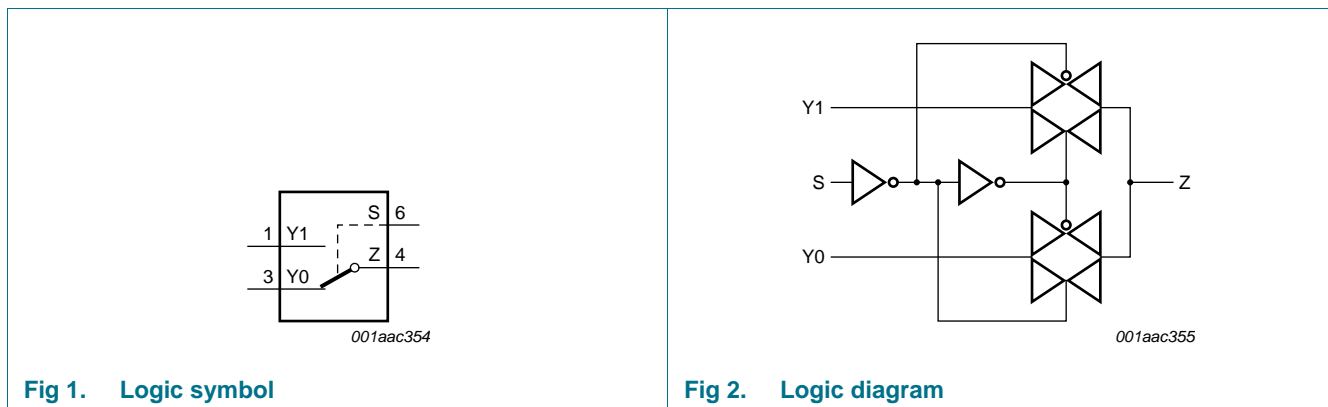 S 6
1 Y1
Z 4
3 Y0
001aac354
Fig 1. Logic symbol
Y1
S
Z
Y0
001aac355
Fig 2. Logic diagram